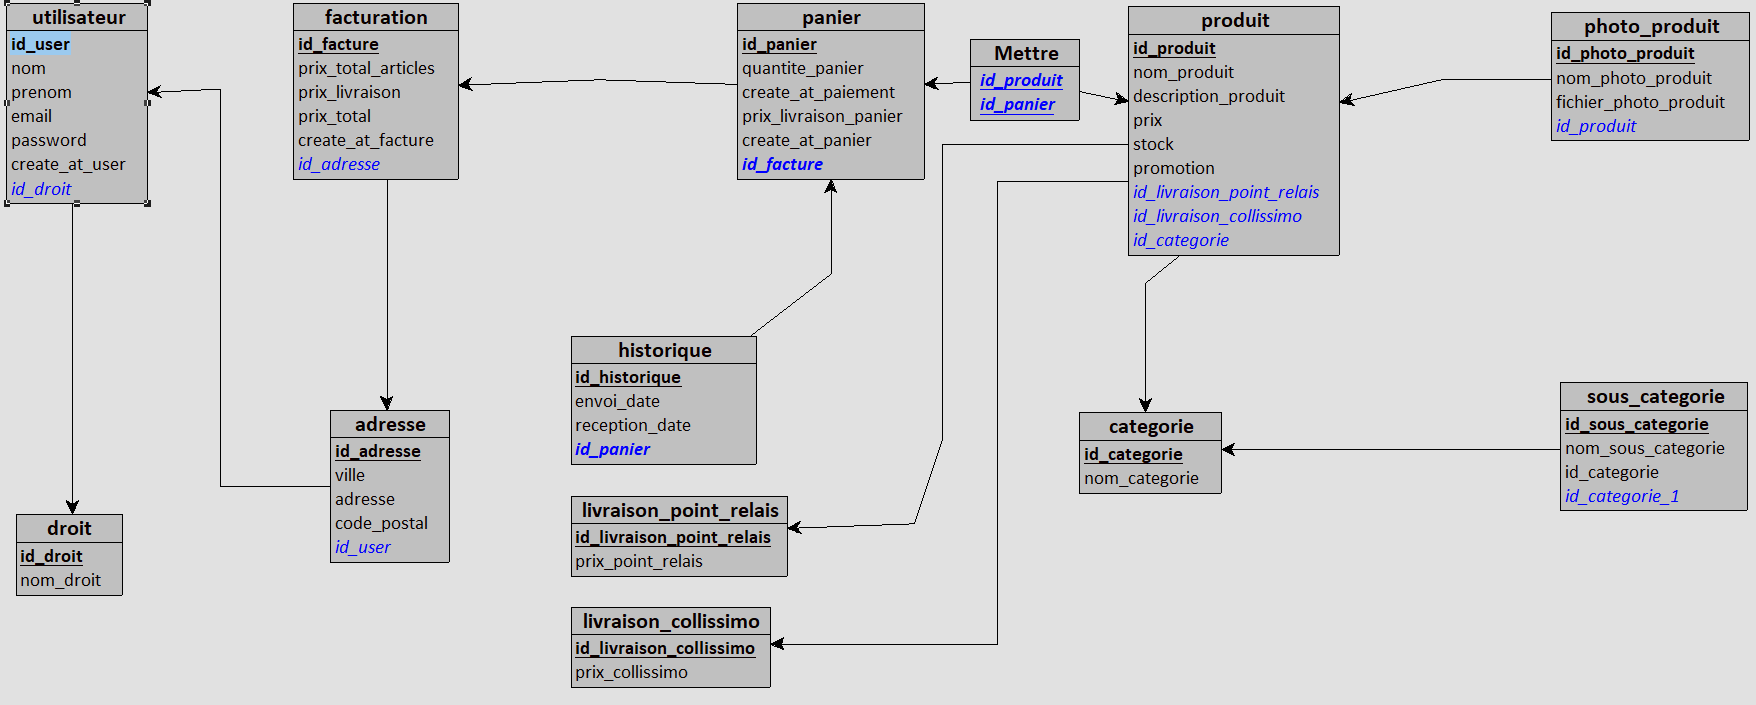 utilisateur
id_user
nom
prenom
email
password
create_at_user
id_droit
facturation
id_facture
prix_total_articles
prix_livraison
prix_total
create_at_facture
id_adresse
panier
id_panier
quantite_panier
create_at_paiement
prix_livraison_panier
create_at_panier
id_facture
Mettre
id_produit
id_panier
produit
id_produit
nom_produit
description_produit
prix
stock
promotion
id_livraison_point_relais
id_livraison_collissimo
id_categorie
photo_produit
id_photo_produit
nom_photo_produit
fichier_photo_produit
id_produit
historique
id_historique
envoi_date
reception_date
id_panier
adresse
id_adresse
ville
adresse
code_postal
id_user
categorie
id_categorie
nom_categorie
sous_categorie
id_sous_categorie
nom_sous_categorie
id_categorie
id_categorie_1
droit
id_droit
nom_droit
livraison_point_relais
id_livraison_point_relais
prix_point_relais
livraison_collissimo
id_livraison_collissimo
prix_collissimo